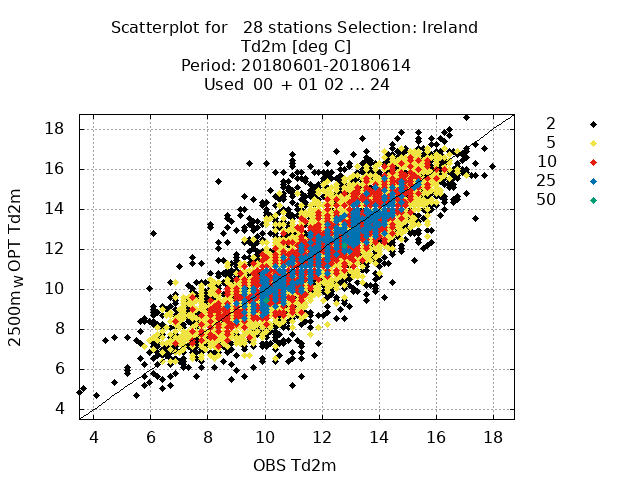 Scatterplot for 28 stations Selection: Ireland
Td2m [deg C]
Period: 20180601-20180614
Used 00 + 01 02 ... 24
2
5
10
25
50
18
16
14
12
10
8
6
4
2500m_W_OPT Td2m
4 6 8 10 12 14 16 18
OBS Td2m